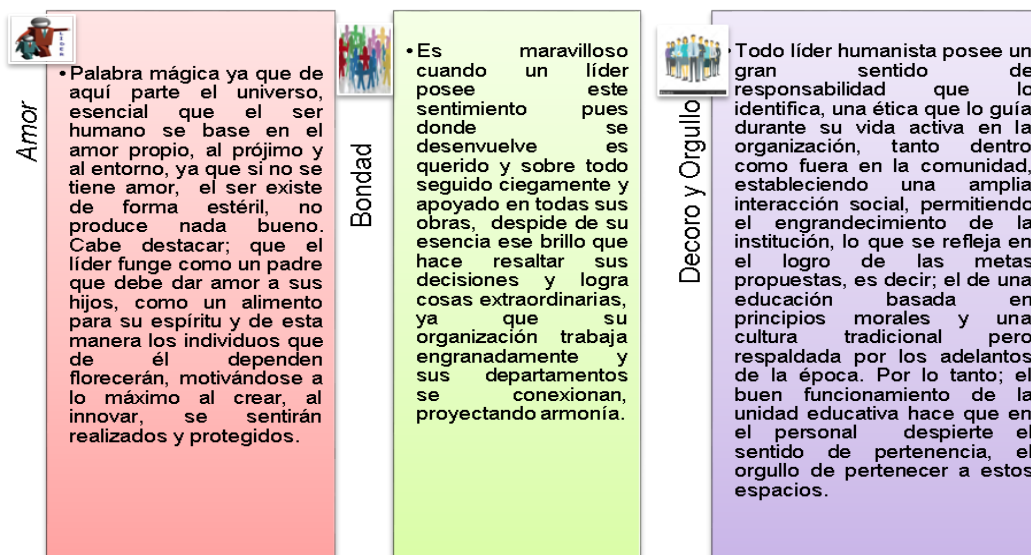 Amor
•Palabra mágica ya que de
aquí parte el universo,
esencial que el ser
humano se base en el
amor propio, al prójimo y
al entorno, ya que si no se
tiene amor, el ser existe
de forma estéril, no
produce nada bueno.
Cabe destacar; que el
líder funge como un padre
que debe dar amor a sus
hijos, como un alimento
para su espíritu y de esta
manera los individuos que
de él dependen
florecerán, motivándose a
lo máximo al crear, al
innovar, se sentirán
realizados y protegidos.
Bondad
•Es maravilloso
cuando un líder
posee este
sentimiento pues
donde se
desenvuelve es
querido y sobre todo
seguido ciegamente y
apoyado en todas sus
obras, despide de su
esencia ese brillo que
hace resaltar sus
decisiones y logra
cosas extraordinarias,
ya que su
organización trabaja
engranadamente y
sus departamentos
se conexionan,
proyectando armonía.
Decoro y Orgullo
•Todo líder humanista posee un
gran sentido de
responsabilidad que lo
identifica, una ética que lo guía
durante su vida activa en la
organización, tanto dentro
como fuera en la comunidad,
estableciendo una amplia
interacción social, permitiendo
el engrandecimiento de la
institución, lo que se refleja en
el logro de las metas
propuestas, es decir; el de una
educación basada en
principios morales y una
cultura tradicional pero
respaldada por los adelantos
de la época. Por lo tanto; el
buen funcionamiento de la
unidad educativa hace que en
el personal despierte el
sentido de pertenencia, el
orgullo de pertenecer a estos
espacios.